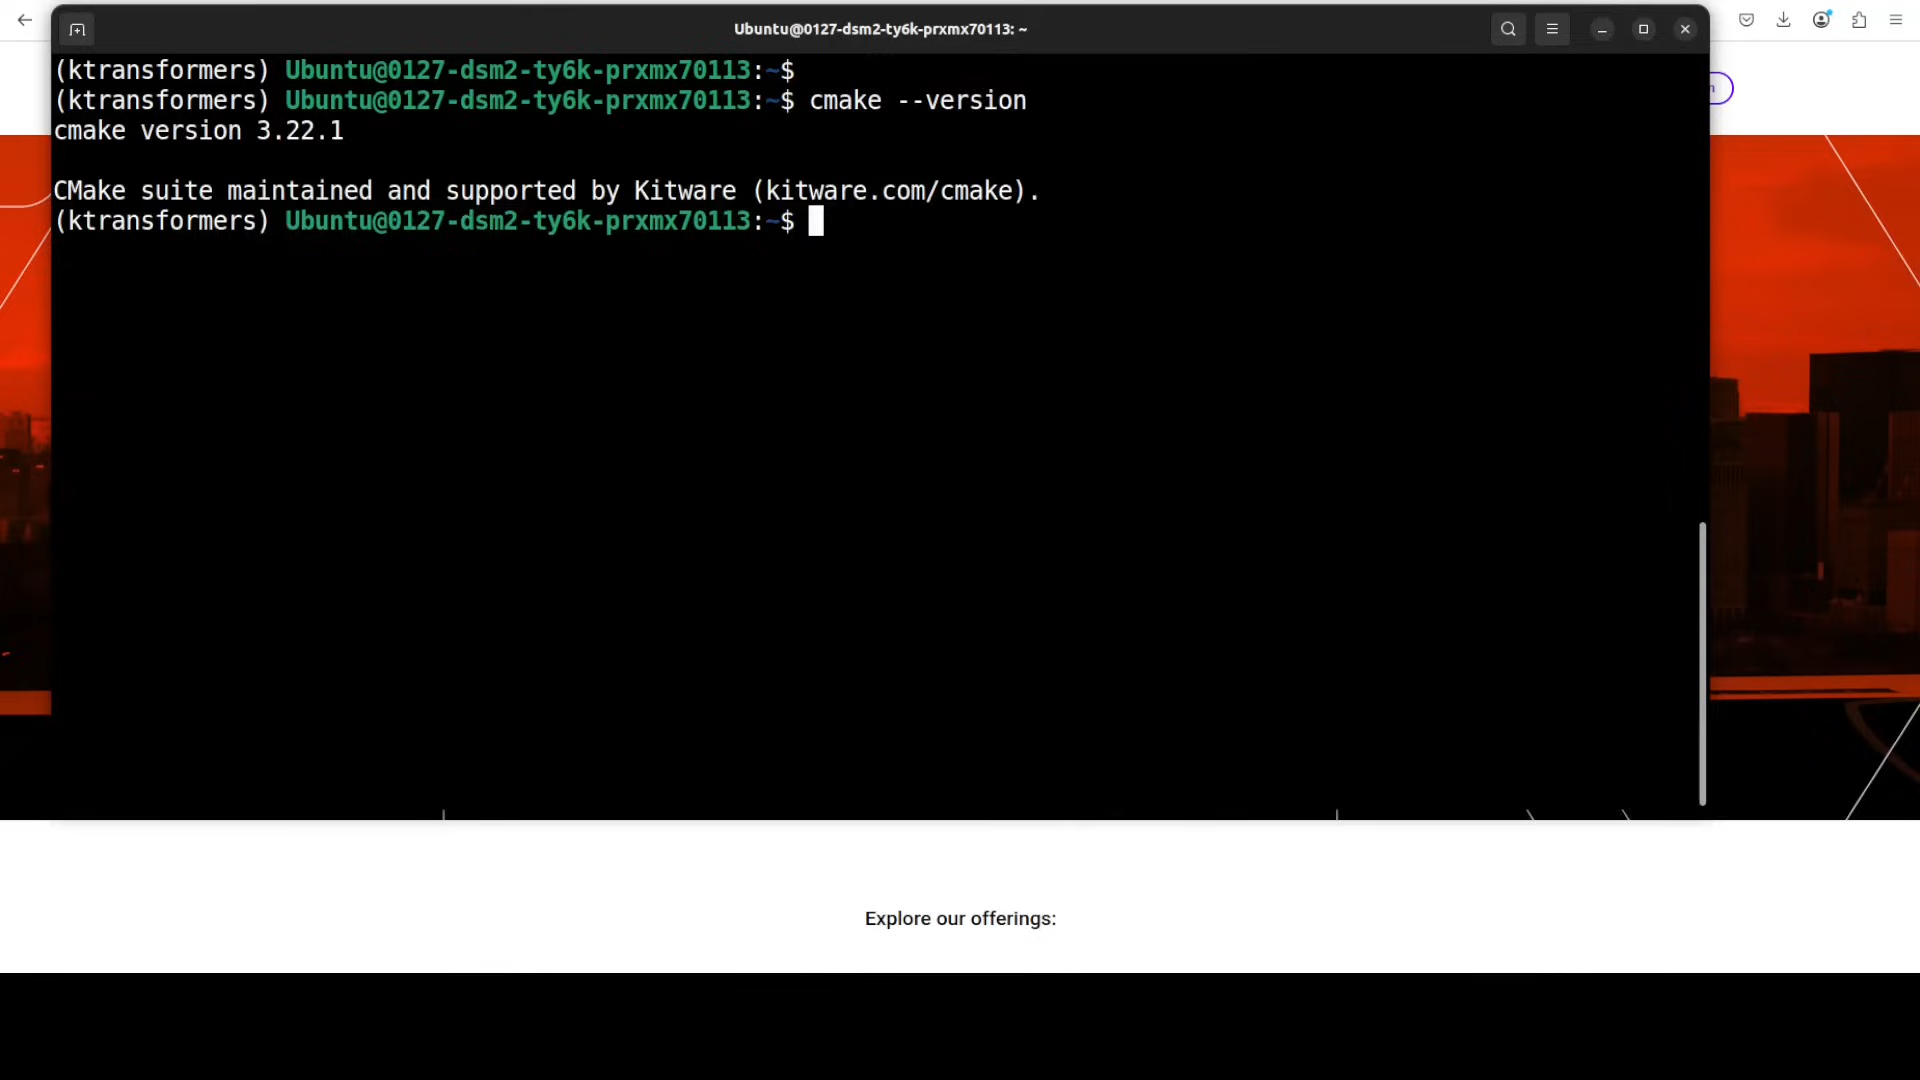 Ubuntu@0127-dsm2-ty6k-prxmx70113: ~
(ktransformers) Ubuntu@0127-dsm2-ty6k-prxmx70113:~$
(ktransformers) Ubuntu@0127-dsm2-ty6k-prxmx70113:~$ cmake --version
cmake version 3.22.1
CMake suite maintained and supported by Kitware (kitware.com/cmake).
(ktransformers) Ubuntu@0127-dsm2-ty6k-prxmx70113:~$
Explore our offerings: